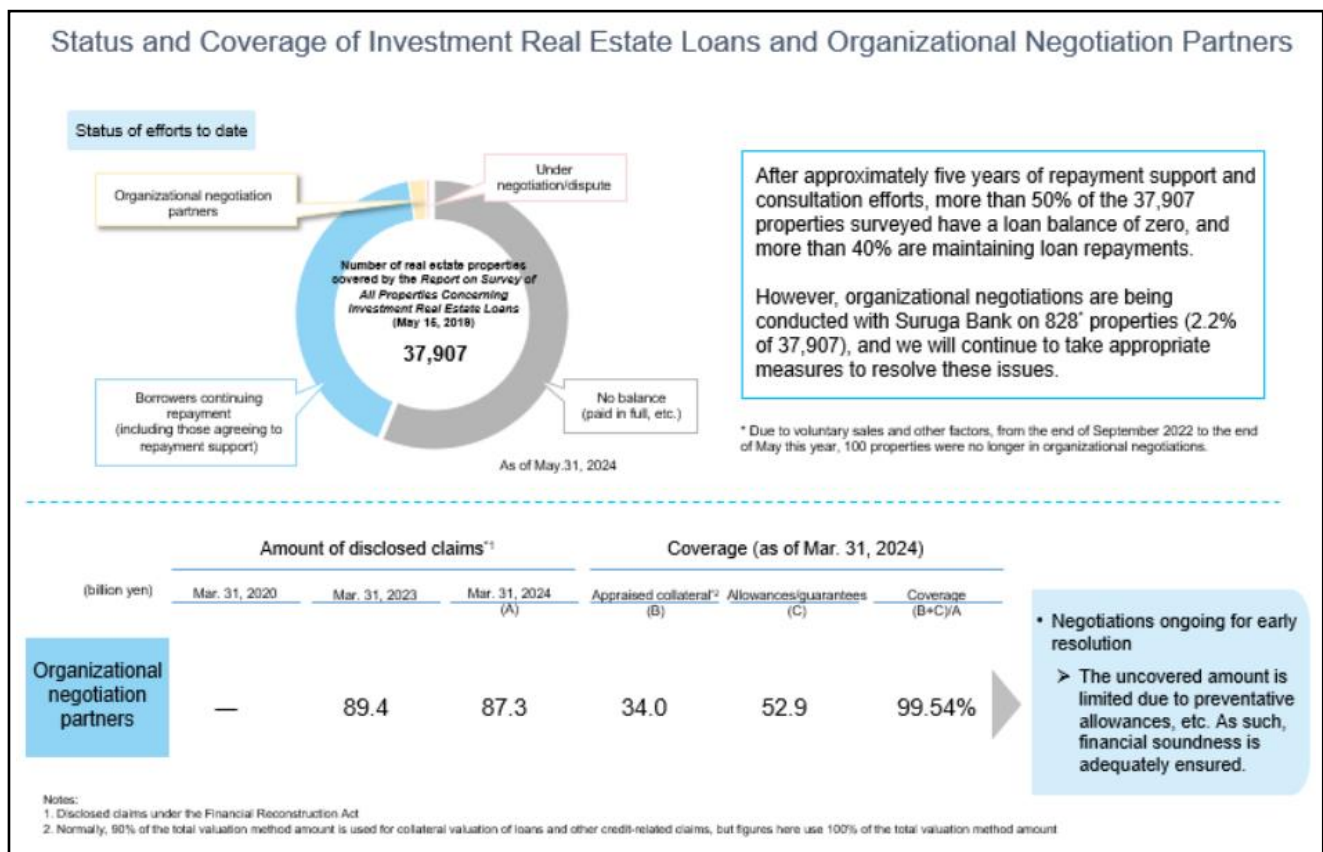 Status and Coverage of Investment Real Estate Loans and Organizational Negotiation Partners
Status of efforts to date
Organizational negotiation
partners
Under
negotiation/dispute
Number of real estate properties
covered by the Report on Survey of
All Properties Concerning
Investment Real Estate Loans
(May 15, 2019)
37,907
Borrowers continuing
repayment
(including those agreeing to
repayment support)
No balance
(paid in full, etc.)
As of May.31, 2024
After approximately five years of repayment support and
consultation efforts, more than 50% of the 37,907
properties surveyed have a loan balance of zero, and
more than 40% are maintaining loan repayments.
However, organizational negotiations are being
conducted with Suruga Bank on 828* properties (2.2%
of 37,907), and we will continue to take appropriate
measures to resolve these issues.
* Due to voluntary sales and other factors, from the end of September 2022 to the end
of May this year, 100 properties were no longer in organizational negotiations.
Amount of disclosed claims*1
Coverage (as of Mar. 31, 2024)
(billion yen)
Mar. 31, 2020
Mar. 31, 2023
Mar. 31, 2024
(A)
Appraised collateral*2
(B)
Allowances/guarantees
(C)
Coverage
(B+C)/A
Organizational
negotiation
partners
—
89.4
87.3
34.0
52.9
99.54%
• Negotiations ongoing for early
resolution
➤ The uncovered amount is
limited due to preventative
allowances, etc. As such,
financial soundness is
adequately ensured.
Notes:
1. Disclosed claims under the Financial Reconstruction Act
2. Normally, 90% of the total valuation method amount is used for collateral valuation of loans and other credit-related claims, but figures here use 100% of the total valuation method amount